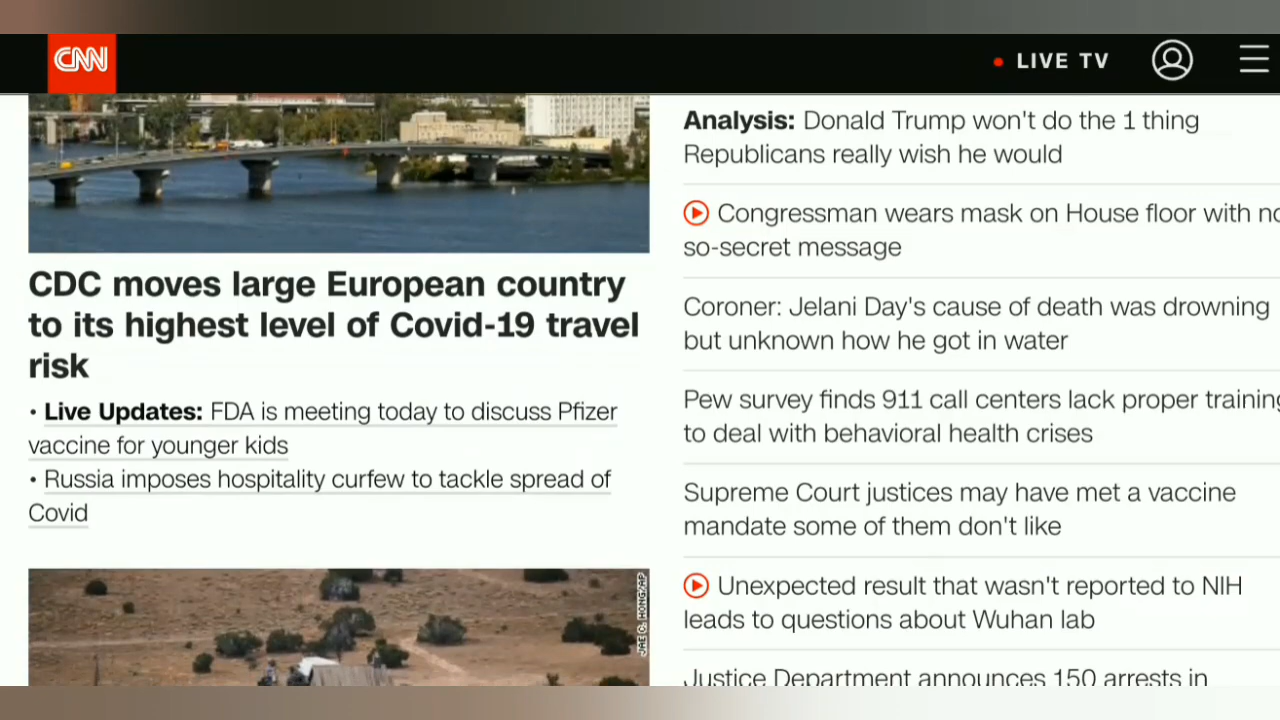 CNN
LIVE TV
CDC moves large European country
to its highest level of Covid-19 travel
risk
• Live Updates: FDA is meeting today to discuss Pfizer
vaccine for younger kids
• Russia imposes hospitality curfew to tackle spread of
Covid
JAE C. HONG/AP
Analysis: Donald Trump won't do the 1 thing
Republicans really wish he would
Congressman wears mask on House floor with no
so-secret message
Coroner: Jelani Day's cause of death was drowning
but unknown how he got in water
Pew survey finds 911 call centers lack proper training
to deal with behavioral health crises
Supreme Court justices may have met a vaccine
mandate some of them don't like
Unexpected result that wasn't reported to NIH
leads to questions about Wuhan lab
Justice Department announces 150 arrests in